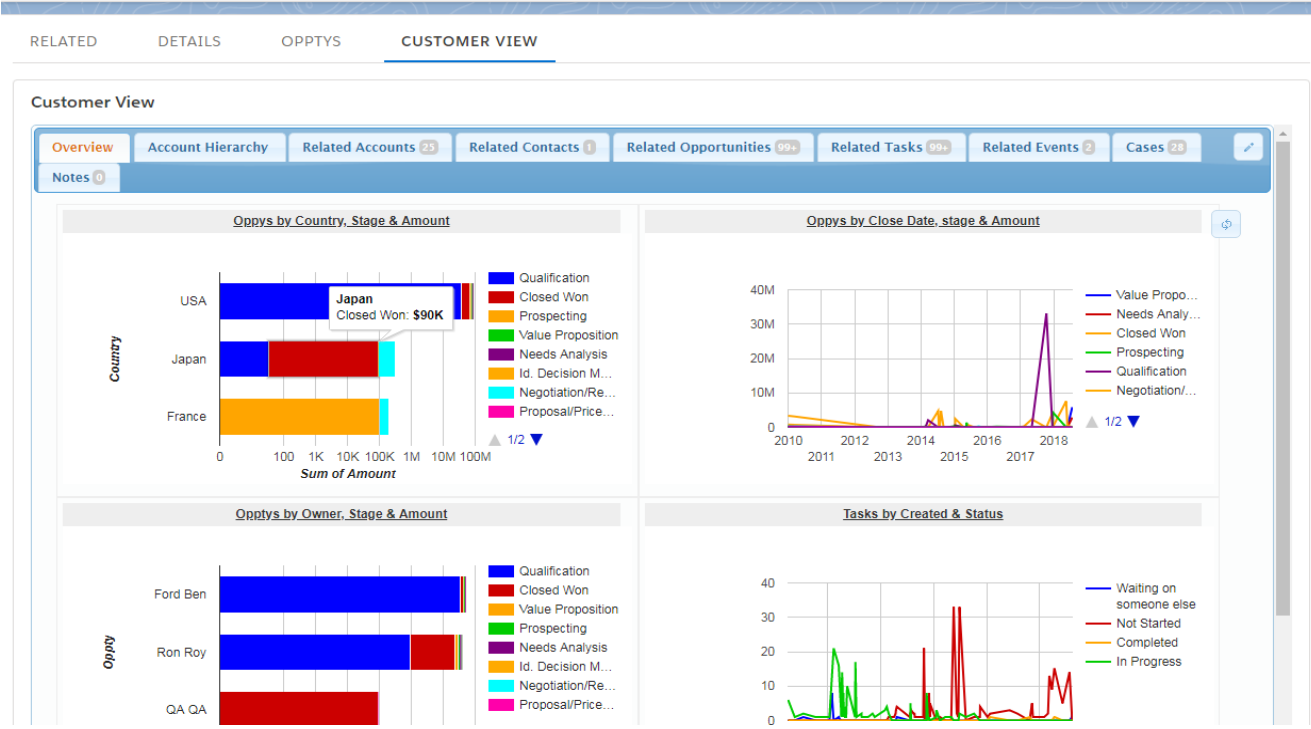 RELATED DETAILS OPPTYS CUSTOMER VIEW
Customer View
Overview Account Hierarchy Related Accounts 25 Related Contacts 1 Related Opportunities 99+ Related Tasks 99+ Related Events 2 Cases 28
Notes 0
Oppys by Country, Stage & Amount
Country
USA
Japan
France
Japan
Closed Won: $90K
0 100 1K 10K 100K 1M 10M 100M
Sum of Amount
Qualification
Closed Won
Prospecting
Value Proposition
Needs Analysis
Id. Decision M...
Negotiation/Re...
Proposal/Price...
1/2
Oppys by Close Date, stage & Amount
40M
30M
20M
10M
0
2010 2012 2014 2016 2018
2011 2013 2015 2017
Value Propo...
Needs Analy...
Closed Won
Prospecting
Qualification
Negotiation/...
1/2
Opptys by Owner, Stage & Amount
Oppty
Ford Ben
Ron Roy
QA QA
Qualification
Closed Won
Value Proposition
Prospecting
Needs Analysis
Id. Decision M...
Negotiation/Re...
Proposal/Price...
Tasks by Created & Status
40
30
20
10
0
Waiting on
someone else
Not Started
Completed
In Progress